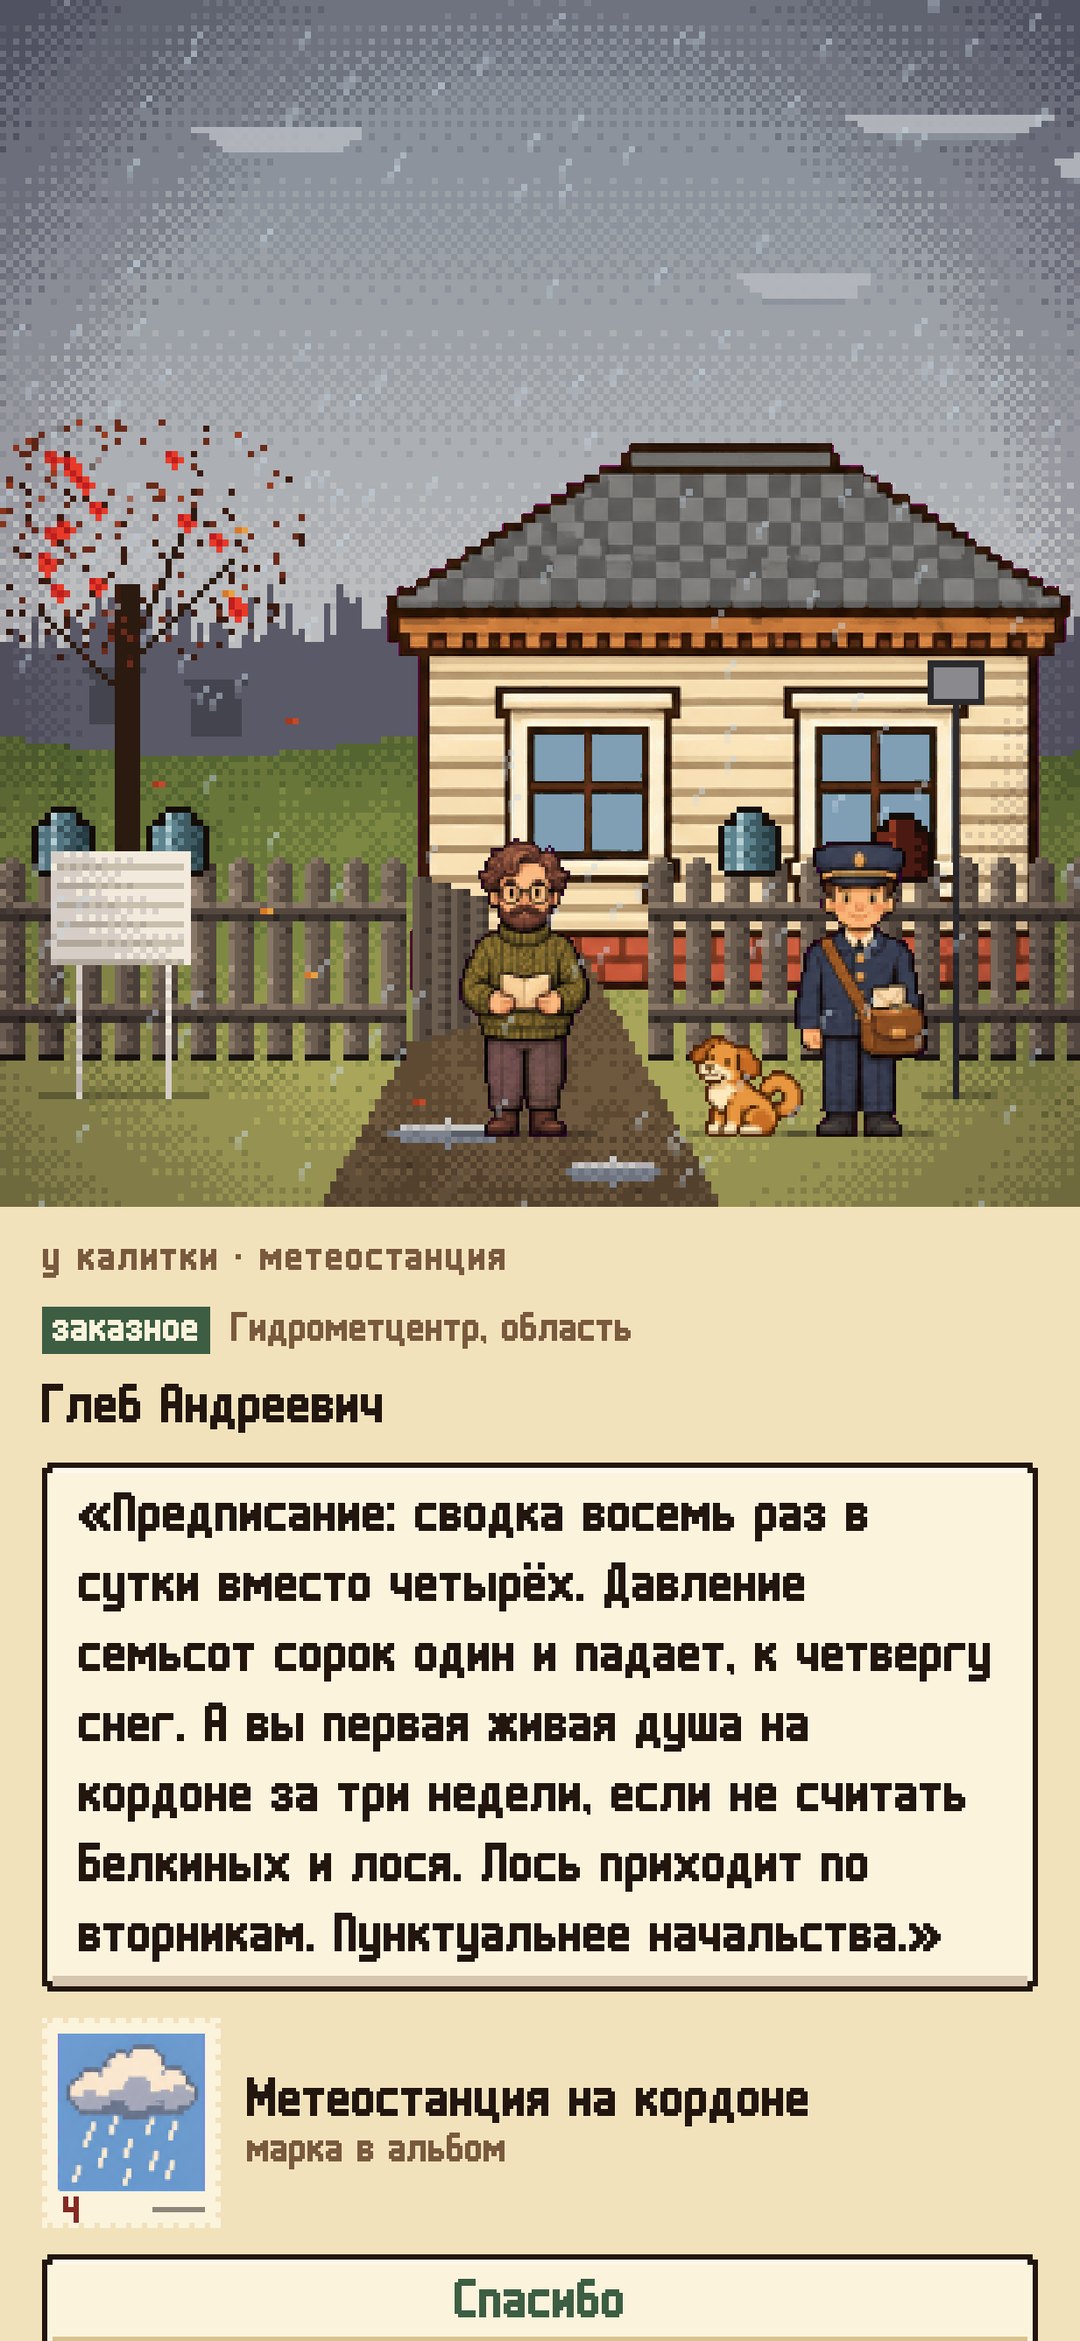 у калитки · метеостанция
заказное Гидрометцентр, область
Глеб Андреевич
«Предписание: сводка восемь раз в
сутки вместо четырёх. Давление
семьсот сорок один и падает, к четвергу
снег. А вы первая живая душа на
кордоне за три недели, если не считать
Белкиных и лося. Лось приходит по
вторникам. Пунктуальнее начальства.»
Метеостанция на кордоне
марка в альбом
Ч
Спасибо